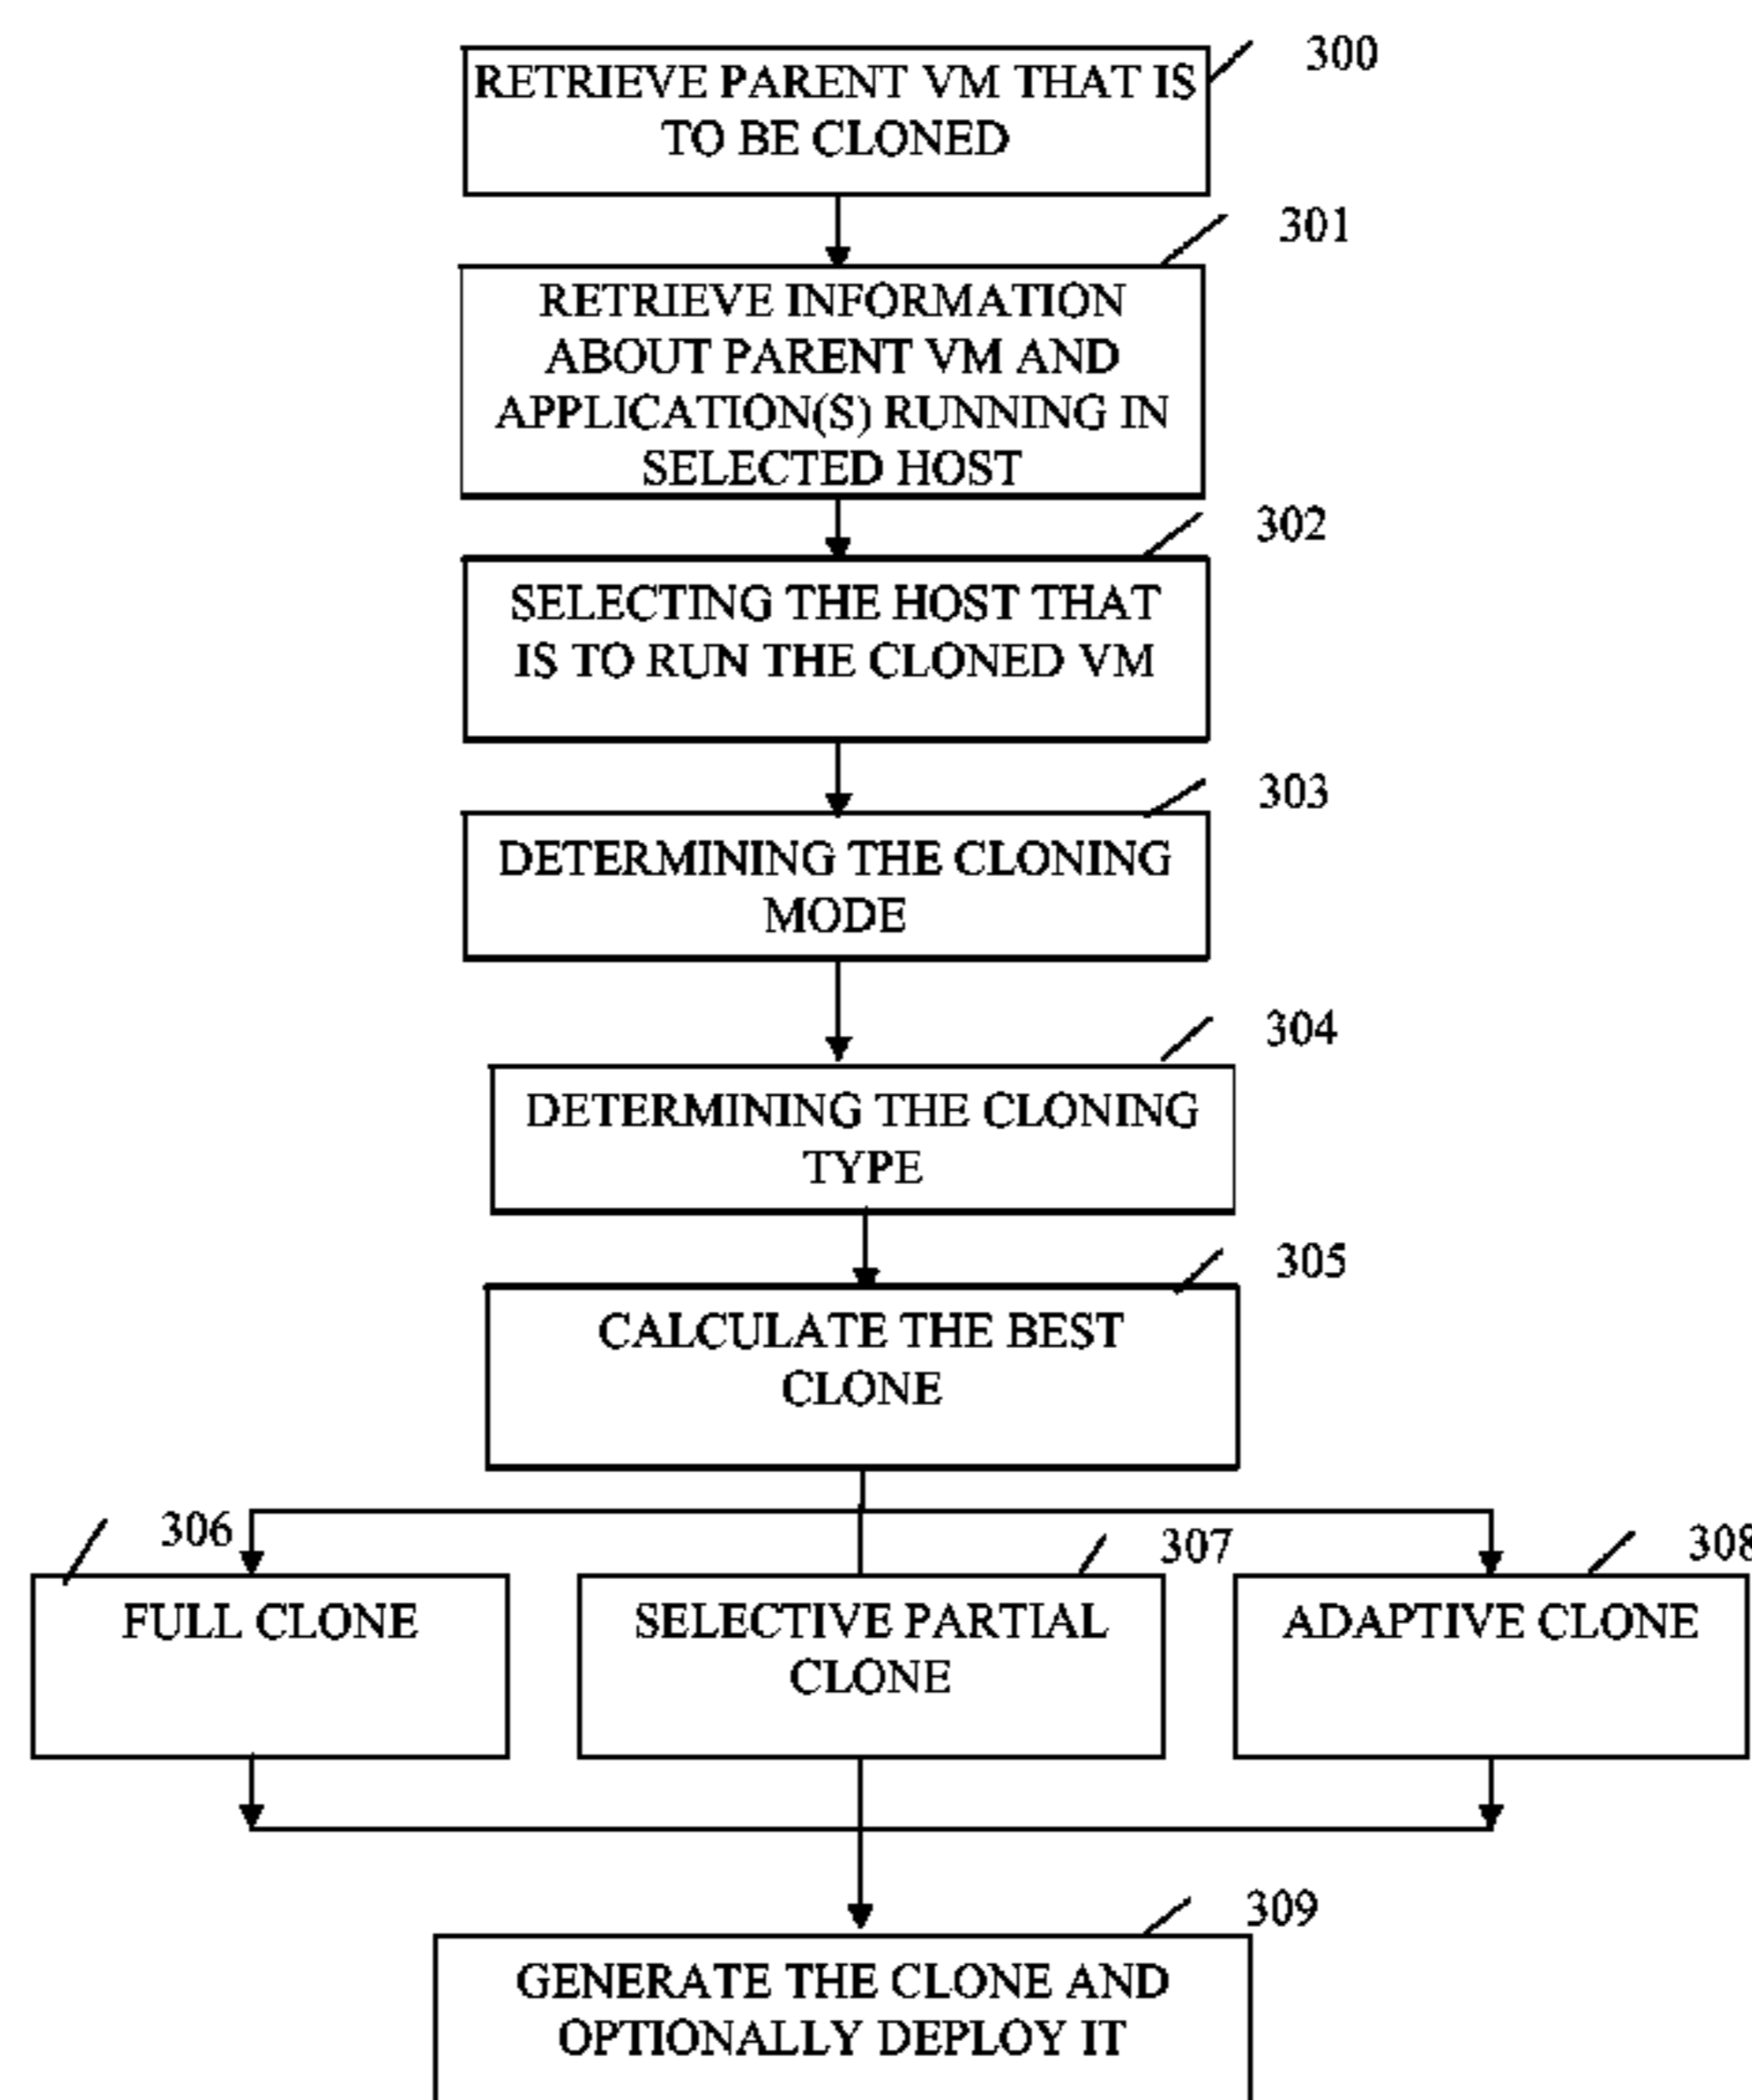 300
RETRIEVE PARENT VM THAT IS
TO BE CLONED
301
RETRIEVE INFORMATION
ABOUT PARENT VM AND
APPLICATION(S) RUNNING IN
SELECTED HOST
302
SELECTING THE HOST THAT
IS TO RUN THE CLONED VM
303
DETERMINING THE CLONING
MODE
304
DETERMINING THE CLONING
TYPE
305
CALCULATE THE BEST
CLONE
306
FULL CLONE
307
SELECTIVE PARTIAL
CLONE
308
ADAPTIVE CLONE
309
GENERATE THE CLONE AND
OPTIONALLY DEPLOY IT